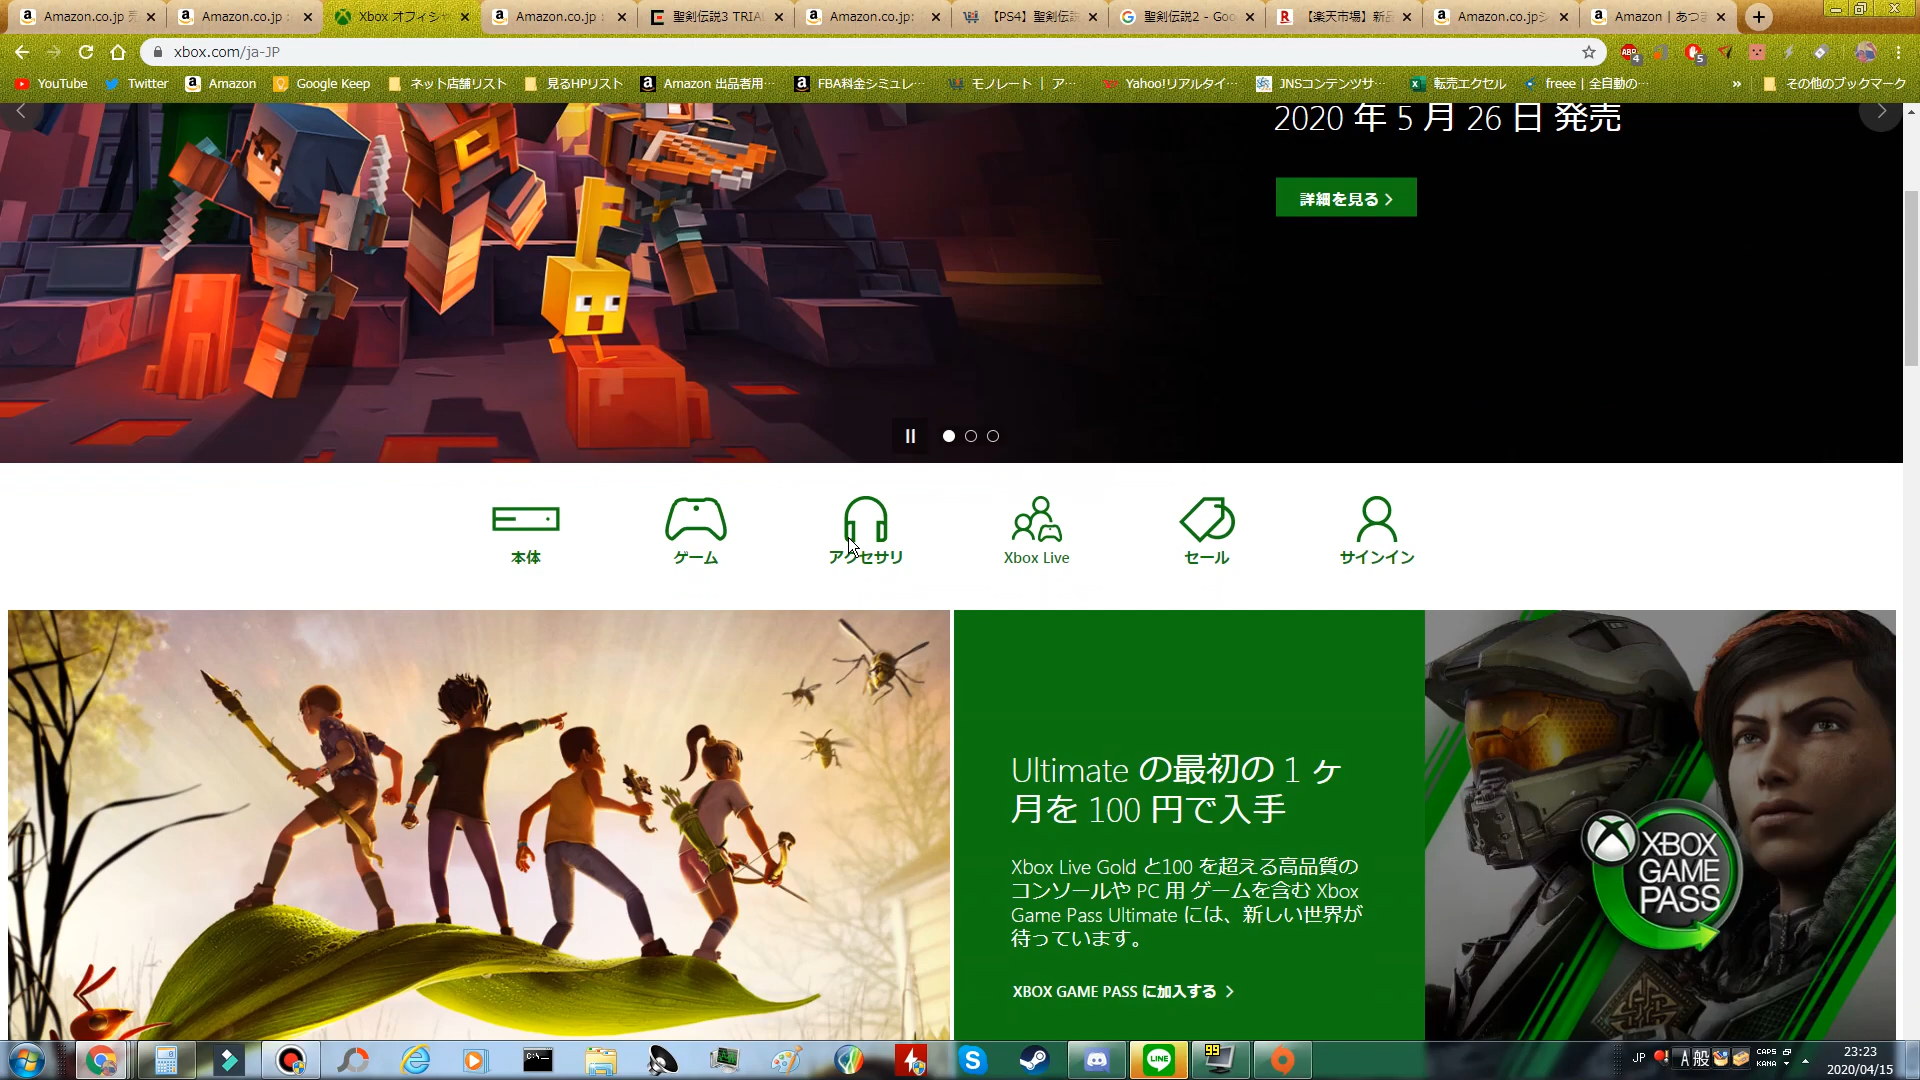 Amazon.co.jp
Amazon.co.jp
Xbox オフィシャ
Amazon.co.jp
聖剣伝説3 TRIA
Amazon.co.jp:
【PS4】聖剣伝説
聖剣伝説2 - Goo
【楽天市場】新品
Amazon.co.jp
Amazon | あつま
xbox.com/ja-JP
YouTube
Twitter
Amazon
Google Keep
ネット店舗リスト
見るHPリスト
Amazon 出品者用…
FBA料金シミュレ…
モノレート | ア…
Yahoo!リアルタイ…
JNSコンテンツサ…
転売エクセル
freee | 全自動の…
»
その他のブックマーク
2020 年 5 月 26 日 発売
詳細を見る
本体
ゲーム
アクセサリ
Xbox Live
セール
サインイン
Ultimate の最初の 1 ヶ
月を 100 円で入手
Xbox Live Gold と100 を超える高品質の
コンソールや PC 用 ゲームを含む Xbox
Game Pass Ultimate には、新しい世界が
待っています。
XBOX GAME PASS に加入する
XBOX
GAME
PASS
99
LINE
JP
A般
CAPS
KANA
23:23
2020/04/15